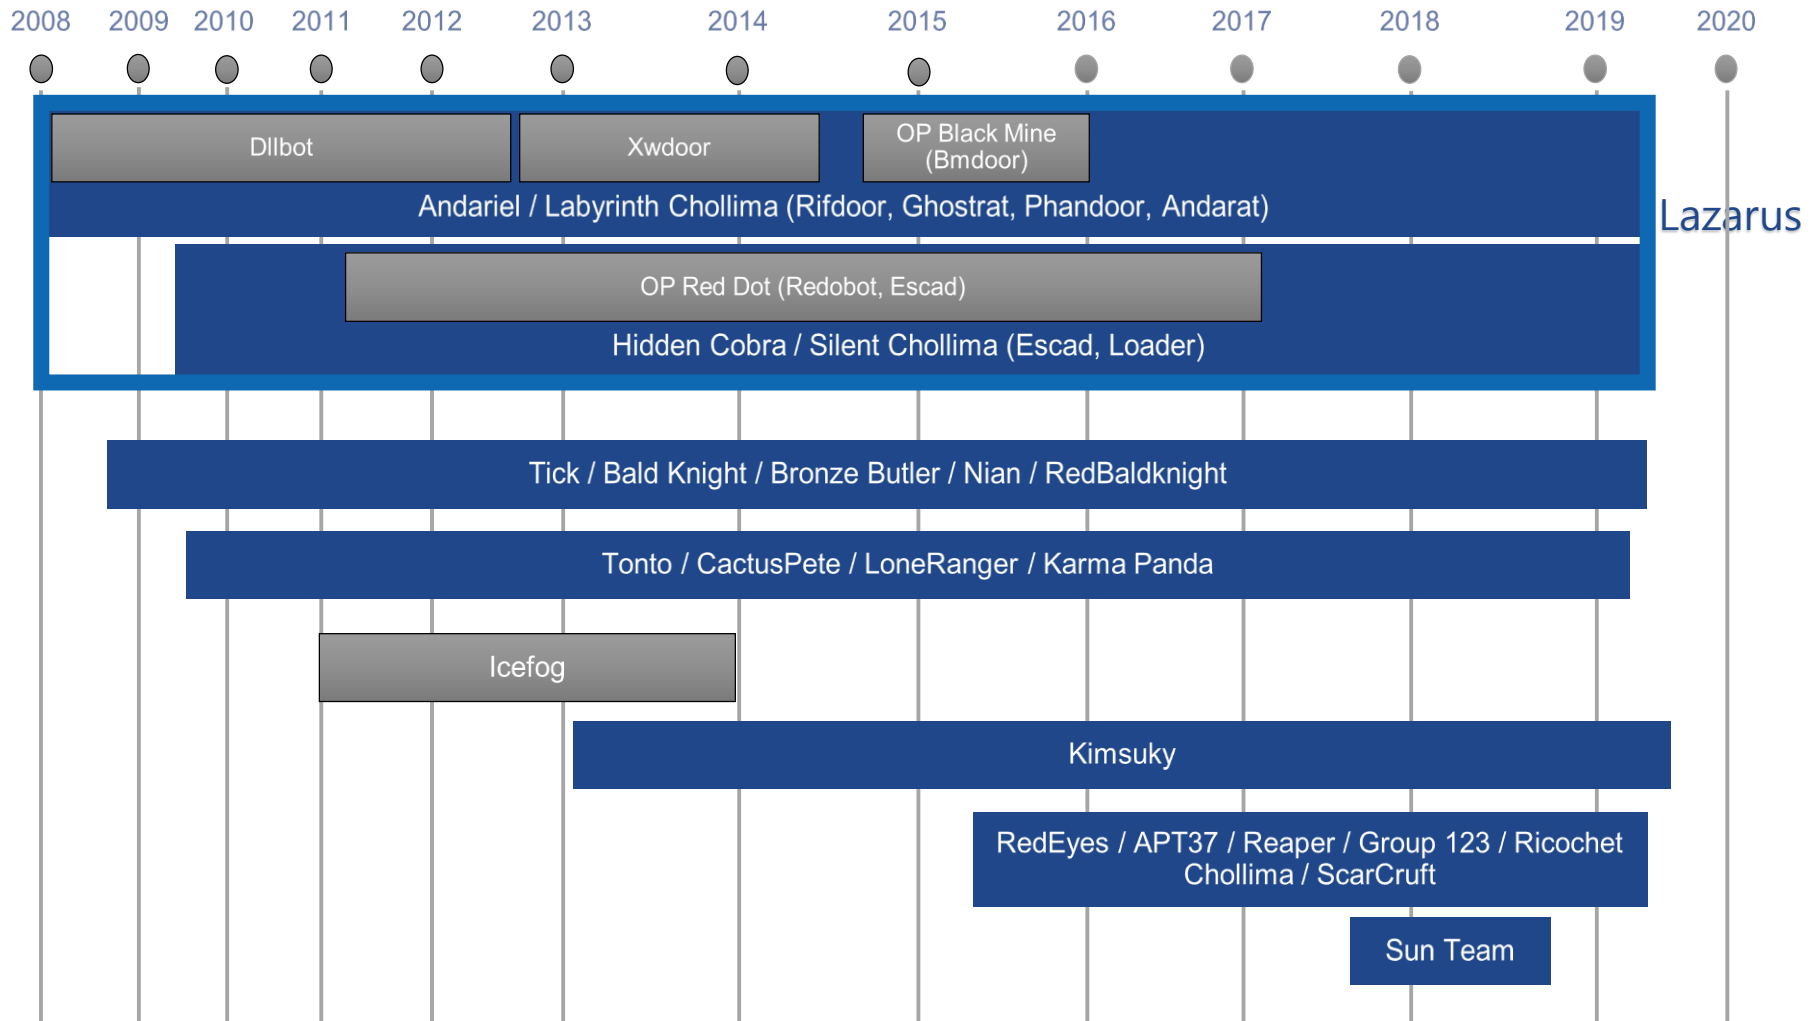 2008 2009 2010 2011 2012 2013 2014 2015 2016 2017 2018 2019 2020
Dllbot
Xwdoor
OP Black Mine
(Bmdoor)
Andariel / Labyrinth Chollima (Rifdoor, Ghostrat, Phandoor, Andarat)
Lazarus
OP Red Dot (Redobot, Escad)
Hidden Cobra / Silent Chollima (Escad, Loader)
Tick / Bald Knight / Bronze Butler / Nian / RedBaldknight
Tonto / CactusPete / LoneRanger / Karma Panda
Icefog
Kimsuky
RedEyes / APT37 / Reaper / Group 123 / Ricochet
Chollima / ScarCruft
Sun Team